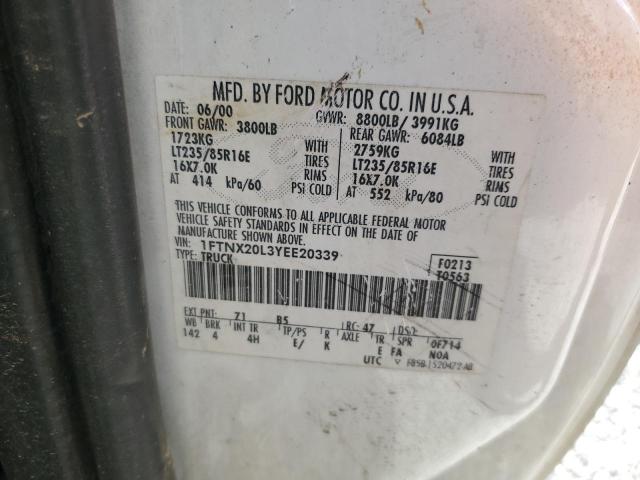 MFD. BY FORD MOTOR CO. IN U.S.A.
DATE: 06/00 GVWR: 8800LB/ 3991KG
FRONT GAWR: 3800LB REAR GAWR: 6084LB
1723KG WITH 2759KG WITH
LT235/85R16E TIRES LT235/85R16E TIRES
16X7.0K RIMS 16X7.0K RIMS
AT 414 kPa/60 PSI COLD AT 552 kPa/80 PSI COLD
THIS VEHICLE CONFORMS TO ALL APPLICABLE FEDERAL MOTOR
VEHICLE SAFETY STANDARDS IN EFFECT ON THE DATE OF
MANUFACTURE SHOWN ABOVE.
VIN: 1FTNX20L3YEE20339
TYPE: TRUCK
F0213
T0563
EXT PNT: 71 B5 RC: 47 DSO:
WB BRK INT TR TP/PS R AXLE TR SPR 0F714
142 4 4H E/ K E FA N0A
UTC F85B-1520472-AB